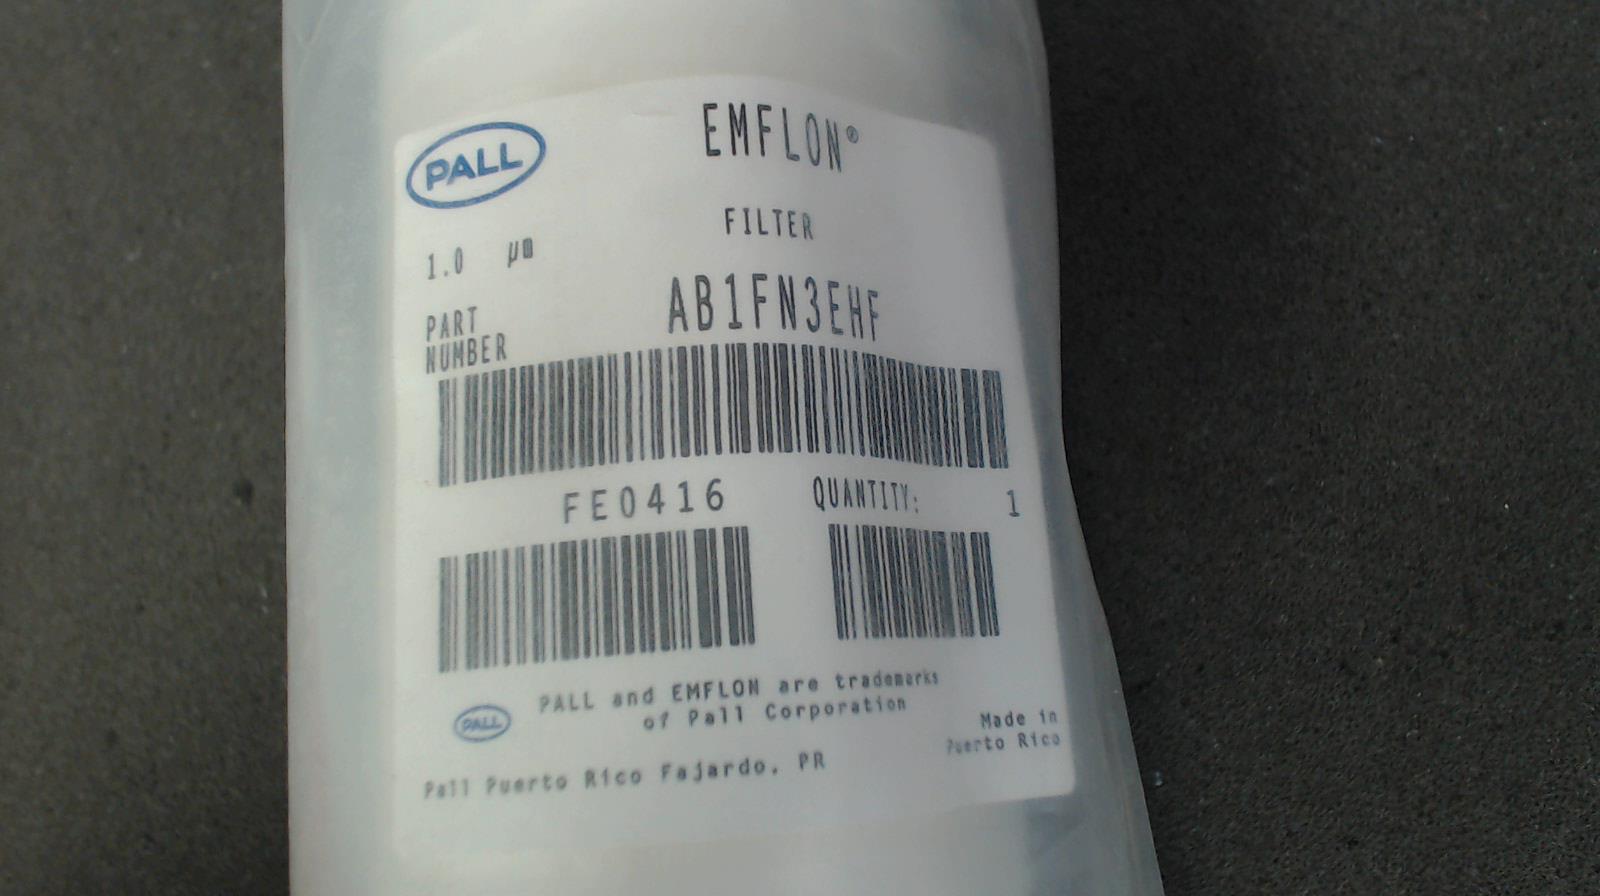 PALL
EMFLON®
FILTER
1.0 µm
PART
NUMBER
AB1FN3EHF
FE0416
QUANTITY: 1
PALL and EMFLON are trademarks
of Pall Corporation
PALL
Made in
Puerto Rico
Pall Puerto Rico Fajardo, PR